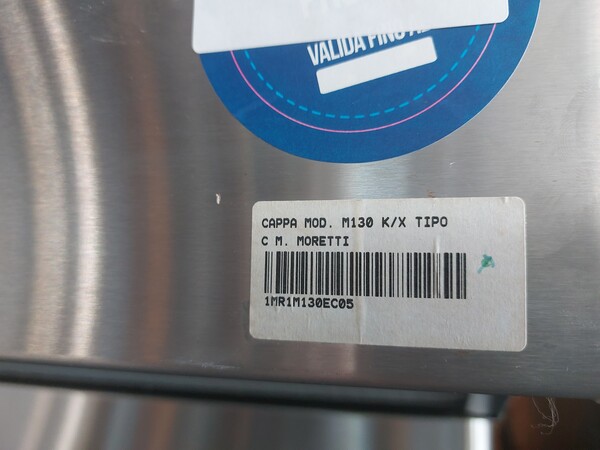 VALIDA FINO
CAPPA MOD. M130 K/X TIPO
C M. MORETTI
1MR1M130EC05